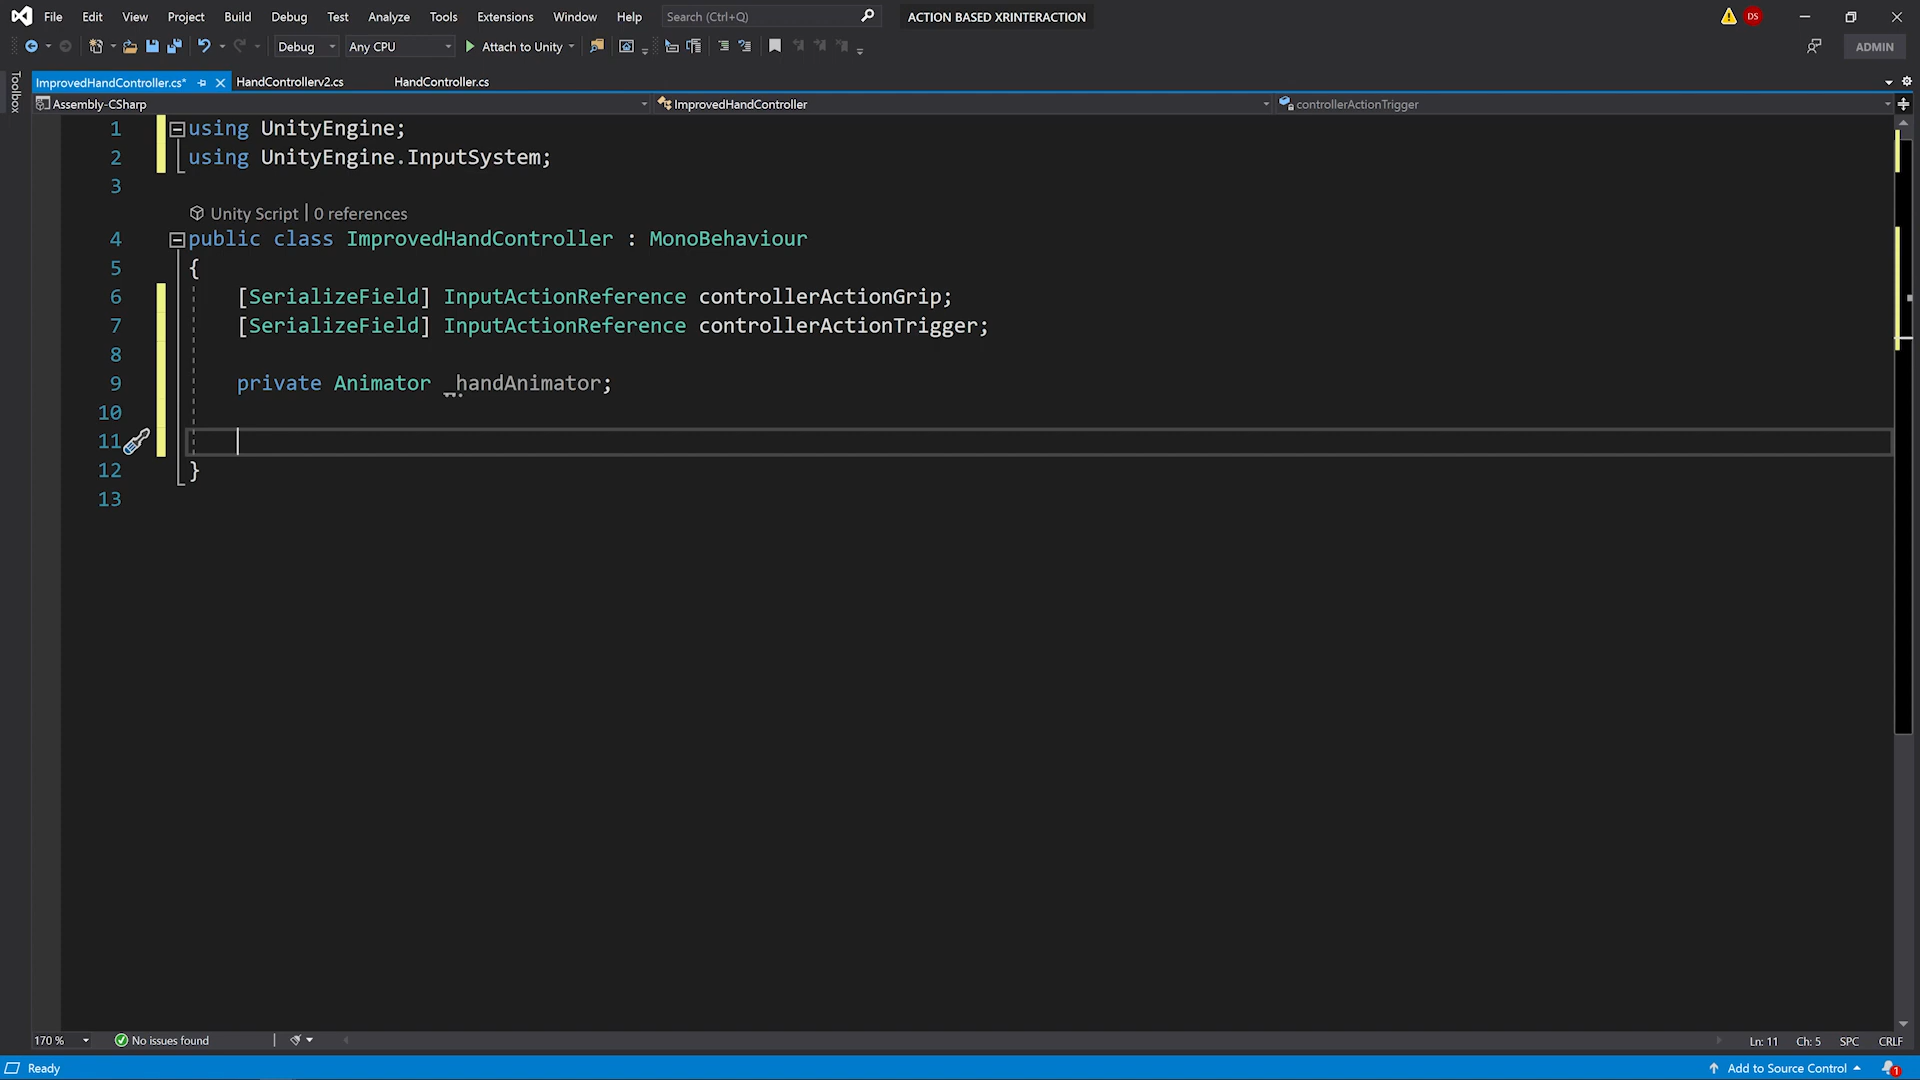 File Edit View Project Build Debug Test Analyze Tools Extensions Window Help Search (Ctrl+Q) ACTION BASED XRINTERACTION DS
Debug Any CPU Attach to Unity ADMIN
Toolbox
ImprovedHandController.cs* HandControllerv2.cs HandController.cs
Assembly-CSharp ImprovedHandController controllerActionTrigger
1 using UnityEngine;
2 using UnityEngine.InputSystem;
3
Unity Script | 0 references
4 public class ImprovedHandController : MonoBehaviour
5 {
6 [SerializeField] InputActionReference controllerActionGrip;
7 [SerializeField] InputActionReference controllerActionTrigger;
8
9 private Animator _handAnimator;
10
11
12 }
13
170 % No issues found Ln: 11 Ch: 5 SPC CRLF
Ready Add to Source Control 1